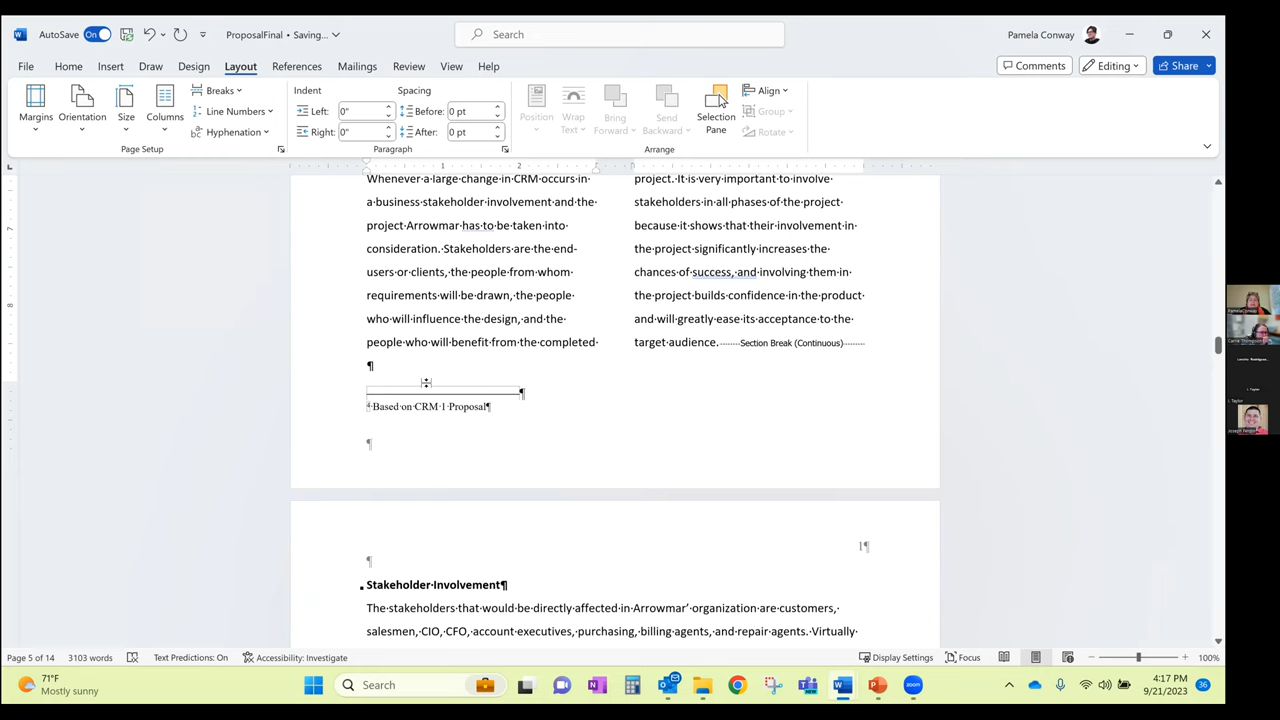 AutoSave On ProposalFinal • Saving... Search Pamela Conway
File Home Insert Draw Design Layout References Mailings Review View Help Comments Editing Share
Margins Orientation Size Columns Breaks Line Numbers Hyphenation
Page Setup
Indent Spacing
Left: 0" Before: 0 pt
Right: 0" After: 0 pt
Paragraph
Position Wrap Text Bring Forward Send Backward Selection Pane Align Group Rotate
Arrange
1 2
7
8
Whenever·a·large·change·in·CRM·occurs·in·
a·business·stakeholder·involvement·and·the·
project·Arrowmar·has·to·be·taken·into·
consideration.·Stakeholders·are·the·end-
users·or·clients,·the·people·from·whom·
requirements·will·be·drawn,·the·people·
who·will·influence·the·design,·and·the·
people·who·will·benefit·from·the·completed·
project.·It·is·very·important·to·involve·
stakeholders·in·all·phases·of·the·project·
because·it·shows·that·their·involvement·in·
the·project·significantly·increases·the·
chances·of·success,·and·involving·them·in·
the·project·builds·confidence·in·the·product·
and·will·greatly·ease·its·acceptance·to·the·
target·audience.········Section Break (Continuous)········
¶
¶
4·Based·on·CRM·1·Proposal¶
¶
1¶
¶
Stakeholder·Involvement¶
The·stakeholders·that·would·be·directly·affected·in·Arrowmar'·organization·are·customers,·
salesmen,·CIO,·CFO,·account·executives,·purchasing,·billing·agents,·and·repair·agents.·Virtually·
Page 5 of 14 3103 words Text Predictions: On Accessibility: Investigate Display Settings Focus 100%
71°F
Mostly sunny
Search
4:17 PM
9/21/2023
36
PamelaConway
Taylor